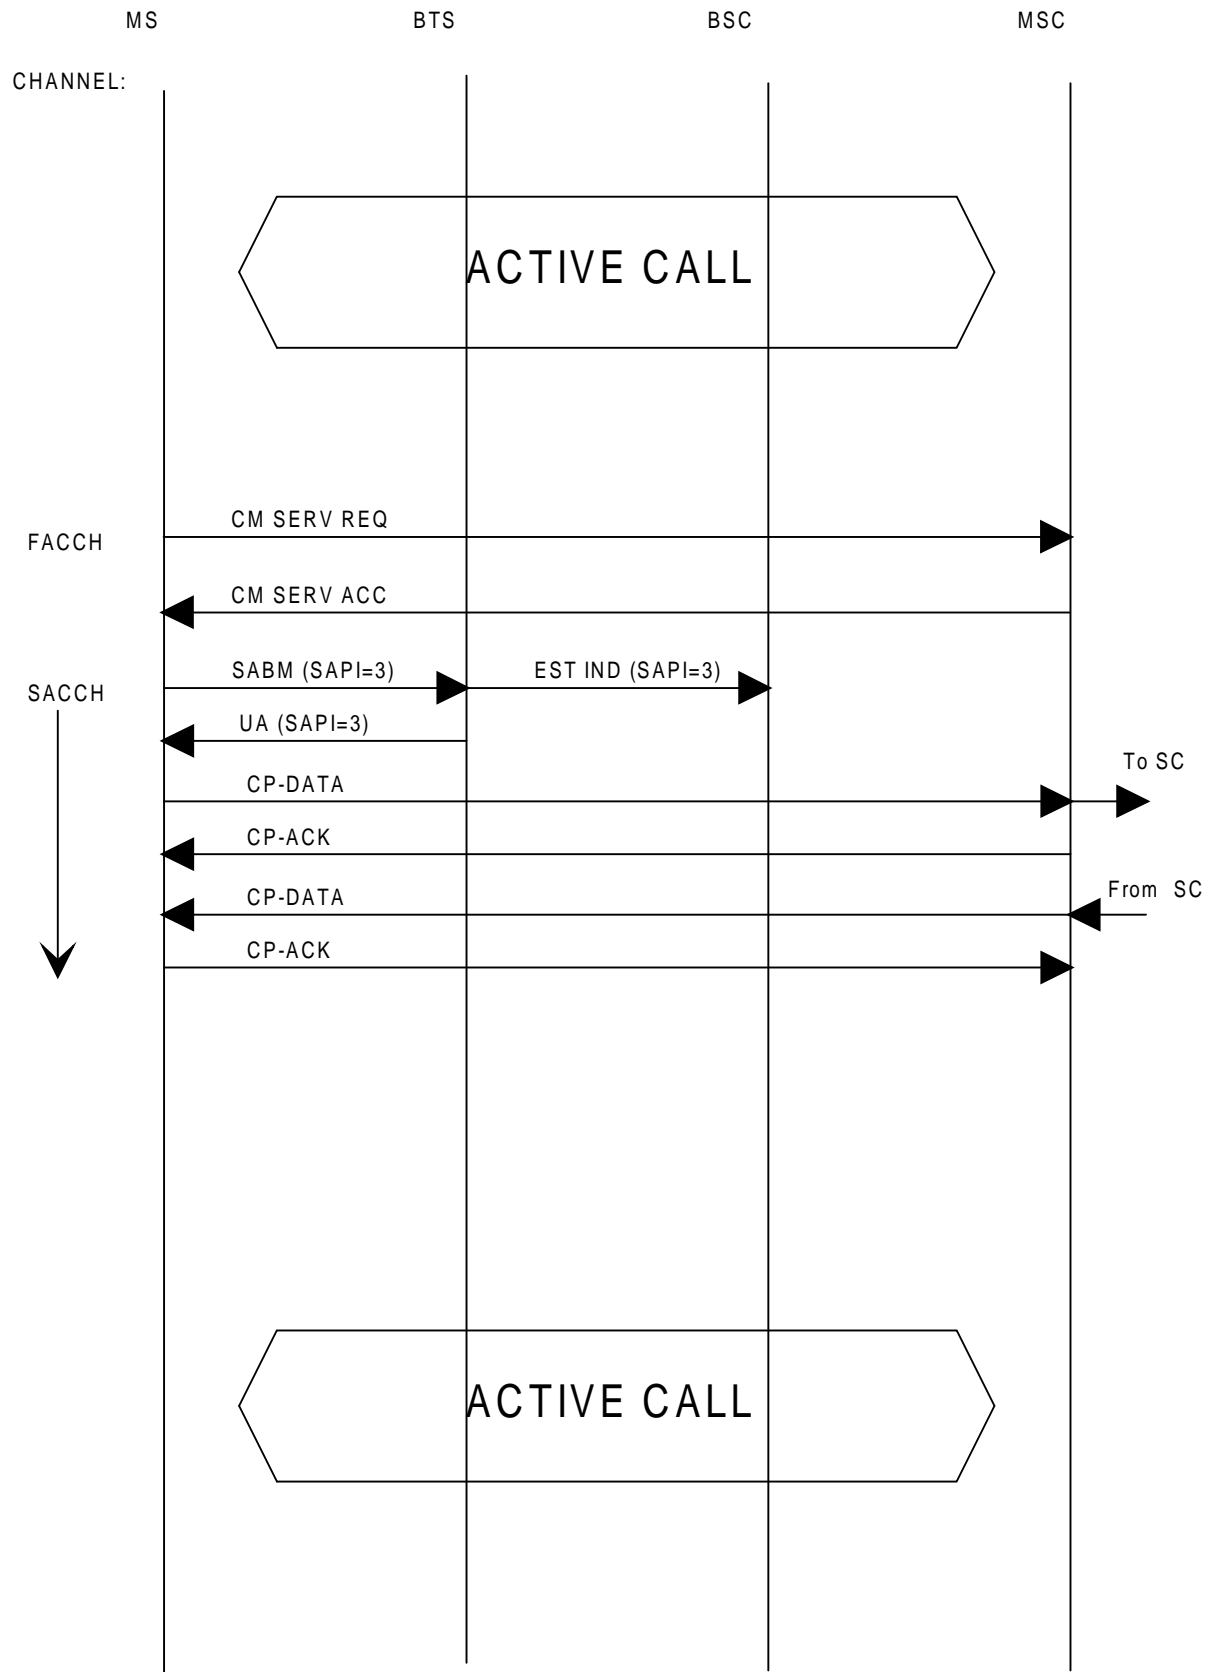 MS BTS BSC MSC
CHANNEL:
ACTIVE CALL
CM SERV REQ
FACCH
CM SERV ACC
SABM (SAPI=3) EST IND (SAPI=3)
SACCH
UA (SAPI=3)
To SC
CP-DATA
CP-ACK
From SC
CP-DATA
CP-ACK
ACTIVE CALL